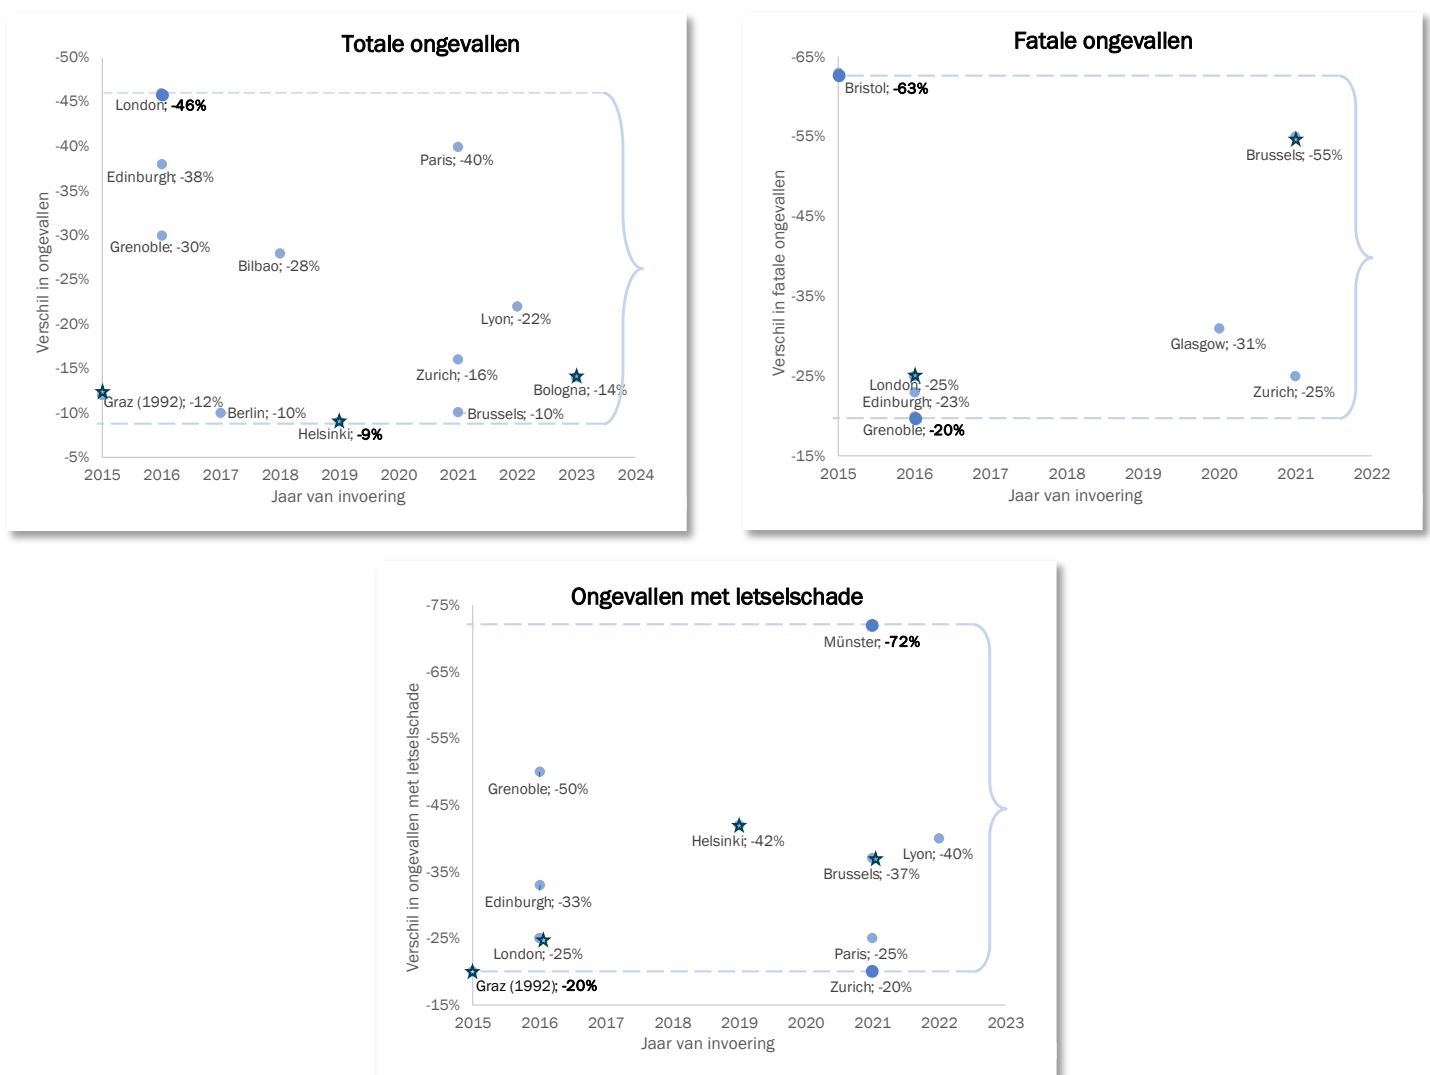 Totale ongevallen
-50%
-45%
-40%
-35%
-30%
-25%
-20%
-15%
-10%
-5%
Verschil in ongevallen
London; -46%
Paris; -40%
Edinburgh; -38%
Grenoble; -30%
Bilbao; -28%
Lyon; -22%
Zurich; -16%
Bologna; -14%
Graz (1992); -12%
Berlin; -10%
Brussels; -10%
Helsinki; -9%
2015 2016 2017 2018 2019 2020 2021 2022 2023 2024
Jaar van invoering
Fatale ongevallen
-65%
-55%
-45%
-35%
-25%
-15%
Verschil in fatale ongevallen
Bristol; -63%
Brussels; -55%
Glasgow; -31%
London; -25%
Zurich; -25%
Edinburgh; -23%
Grenoble; -20%
2015 2016 2017 2018 2019 2020 2021 2022
Jaar van invoering
Ongevallen met letselschade
-75%
-65%
-55%
-45%
-35%
-25%
-15%
Verschil in ongevallen met letselschade
Münster; -72%
Grenoble; -50%
Helsinki; -42%
Lyon; -40%
Brussels; -37%
Edinburgh; -33%
London; -25%
Paris; -25%
Graz (1992); -20%
Zurich; -20%
2015 2016 2017 2018 2019 2020 2021 2022 2023
Jaar van invoering